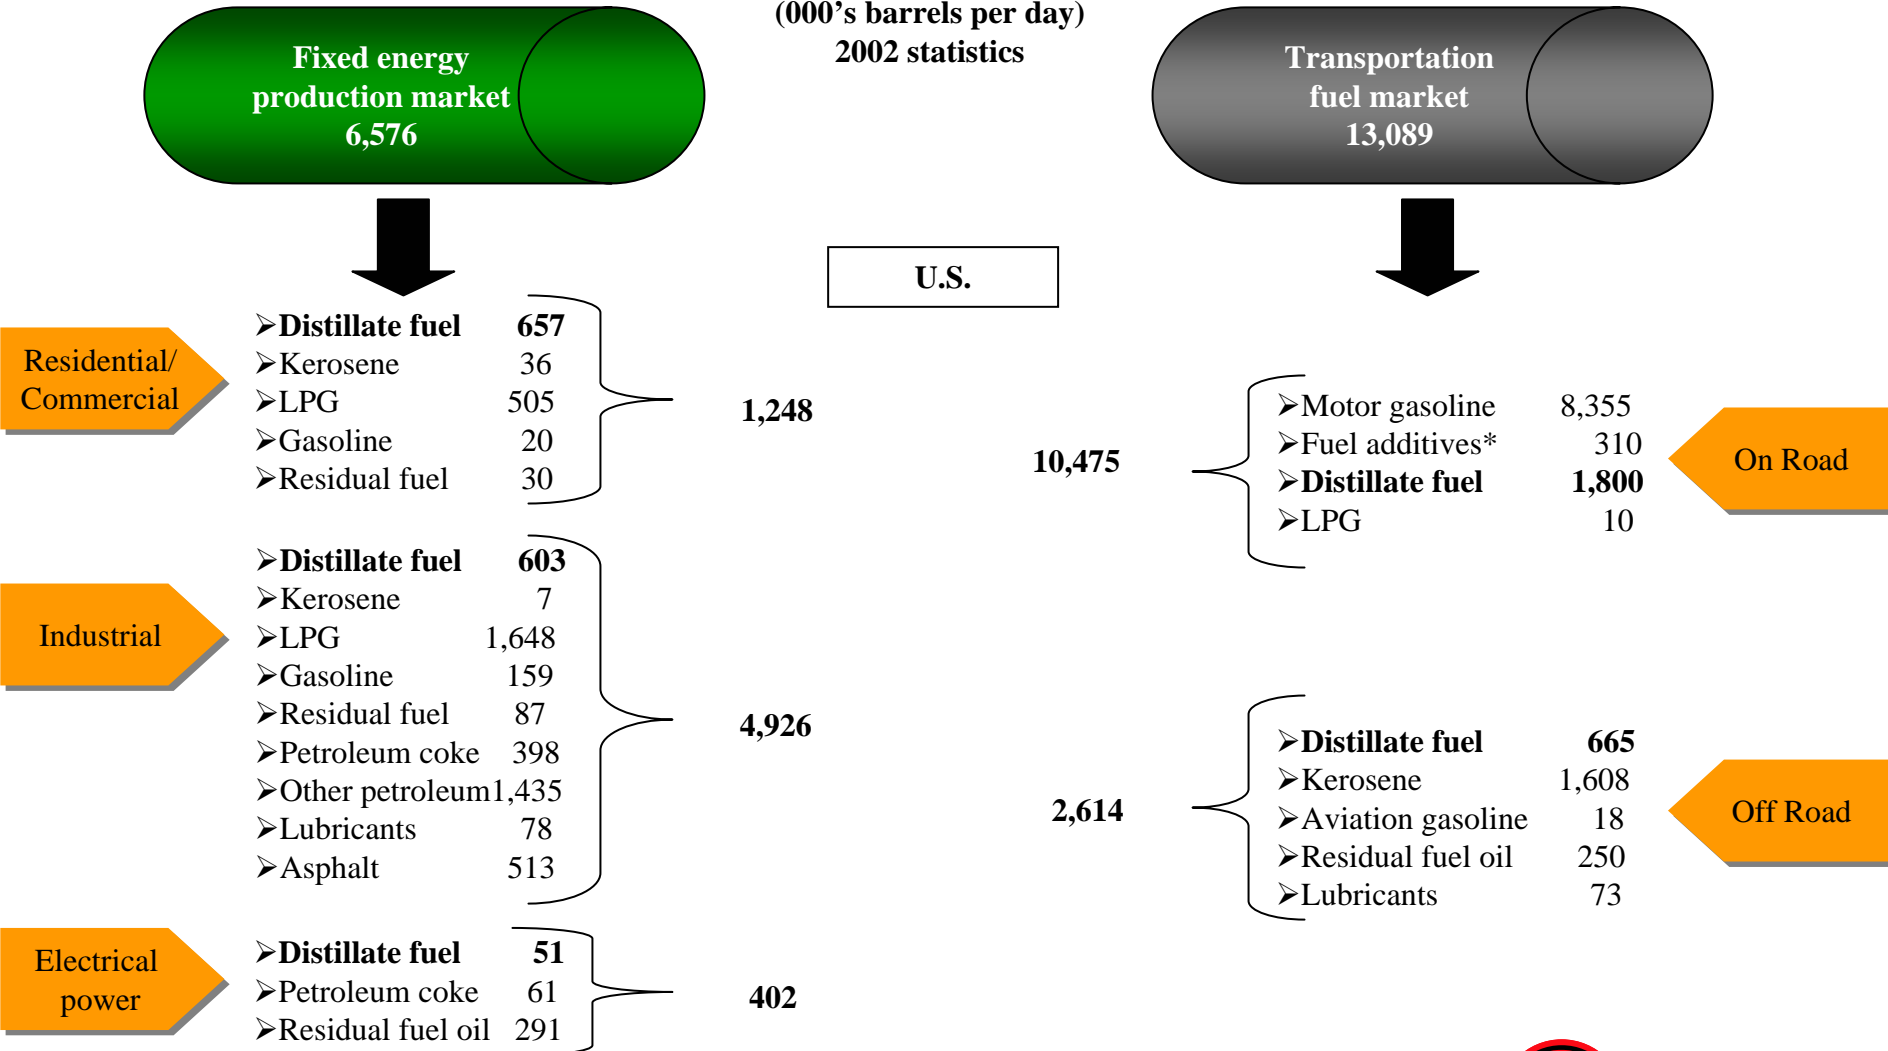 (000's barrels per day)
2002 statistics
Fixed energy
production market
6,576
Transportation
fuel market
13,089
U.S.
Residential/
Commercial
➢Distillate fuel 657
➢Kerosene 36
➢LPG 505
➢Gasoline 20
➢Residual fuel 30
1,248
Industrial
➢Distillate fuel 603
➢Kerosene 7
➢LPG 1,648
➢Gasoline 159
➢Residual fuel 87
➢Petroleum coke 398
➢Other petroleum1,435
➢Lubricants 78
➢Asphalt 513
4,926
Electrical
power
➢Distillate fuel 51
➢Petroleum coke 61
➢Residual fuel oil 291
402
10,475
➢Motor gasoline 8,355
➢Fuel additives* 310
➢Distillate fuel 1,800
➢LPG 10
On Road
2,614
➢Distillate fuel 665
➢Kerosene 1,608
➢Aviation gasoline 18
➢Residual fuel oil 250
➢Lubricants 73
Off Road